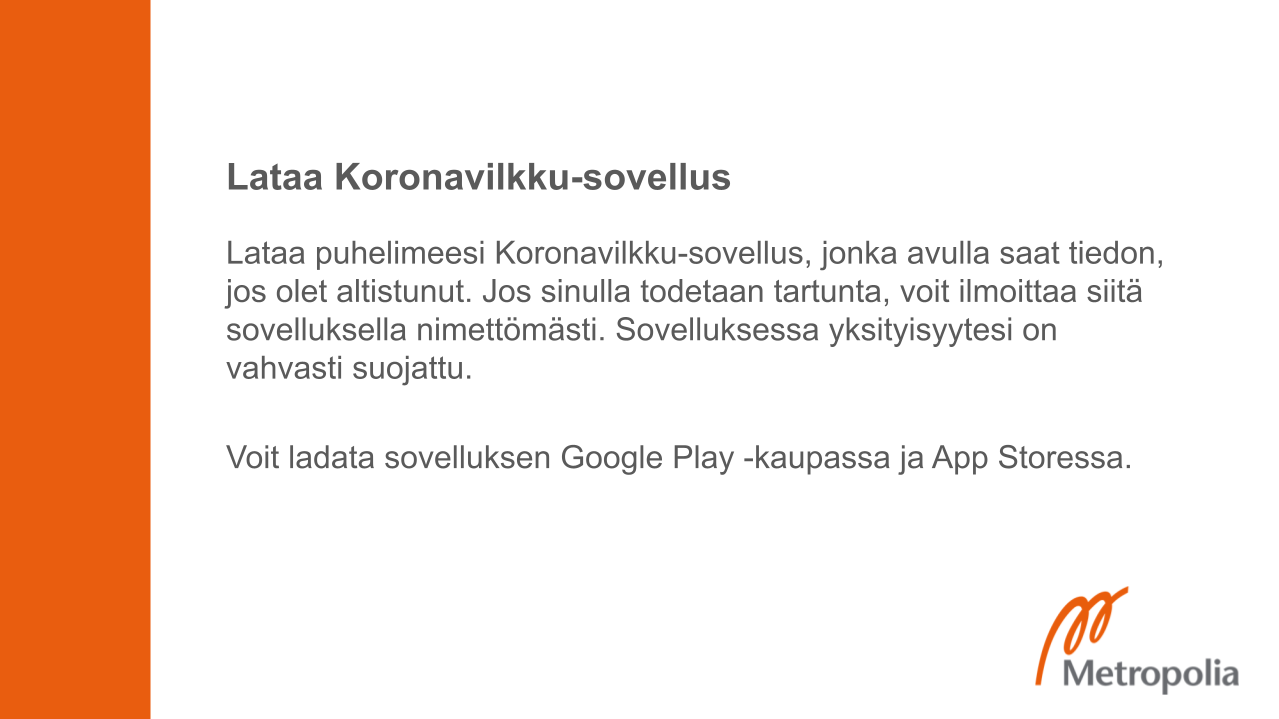 Lataa Koronavilkku-sovellus
Lataa puhelimeesi Koronavilkku-sovellus, jonka avulla saat tiedon,
jos olet altistunut. Jos sinulla todetaan tartunta, voit ilmoittaa siitä
sovelluksella nimettömästi. Sovelluksessa yksityisyytesi on
vahvasti suojattu.
Voit ladata sovelluksen Google Play -kaupassa ja App Storessa.
Metropolia